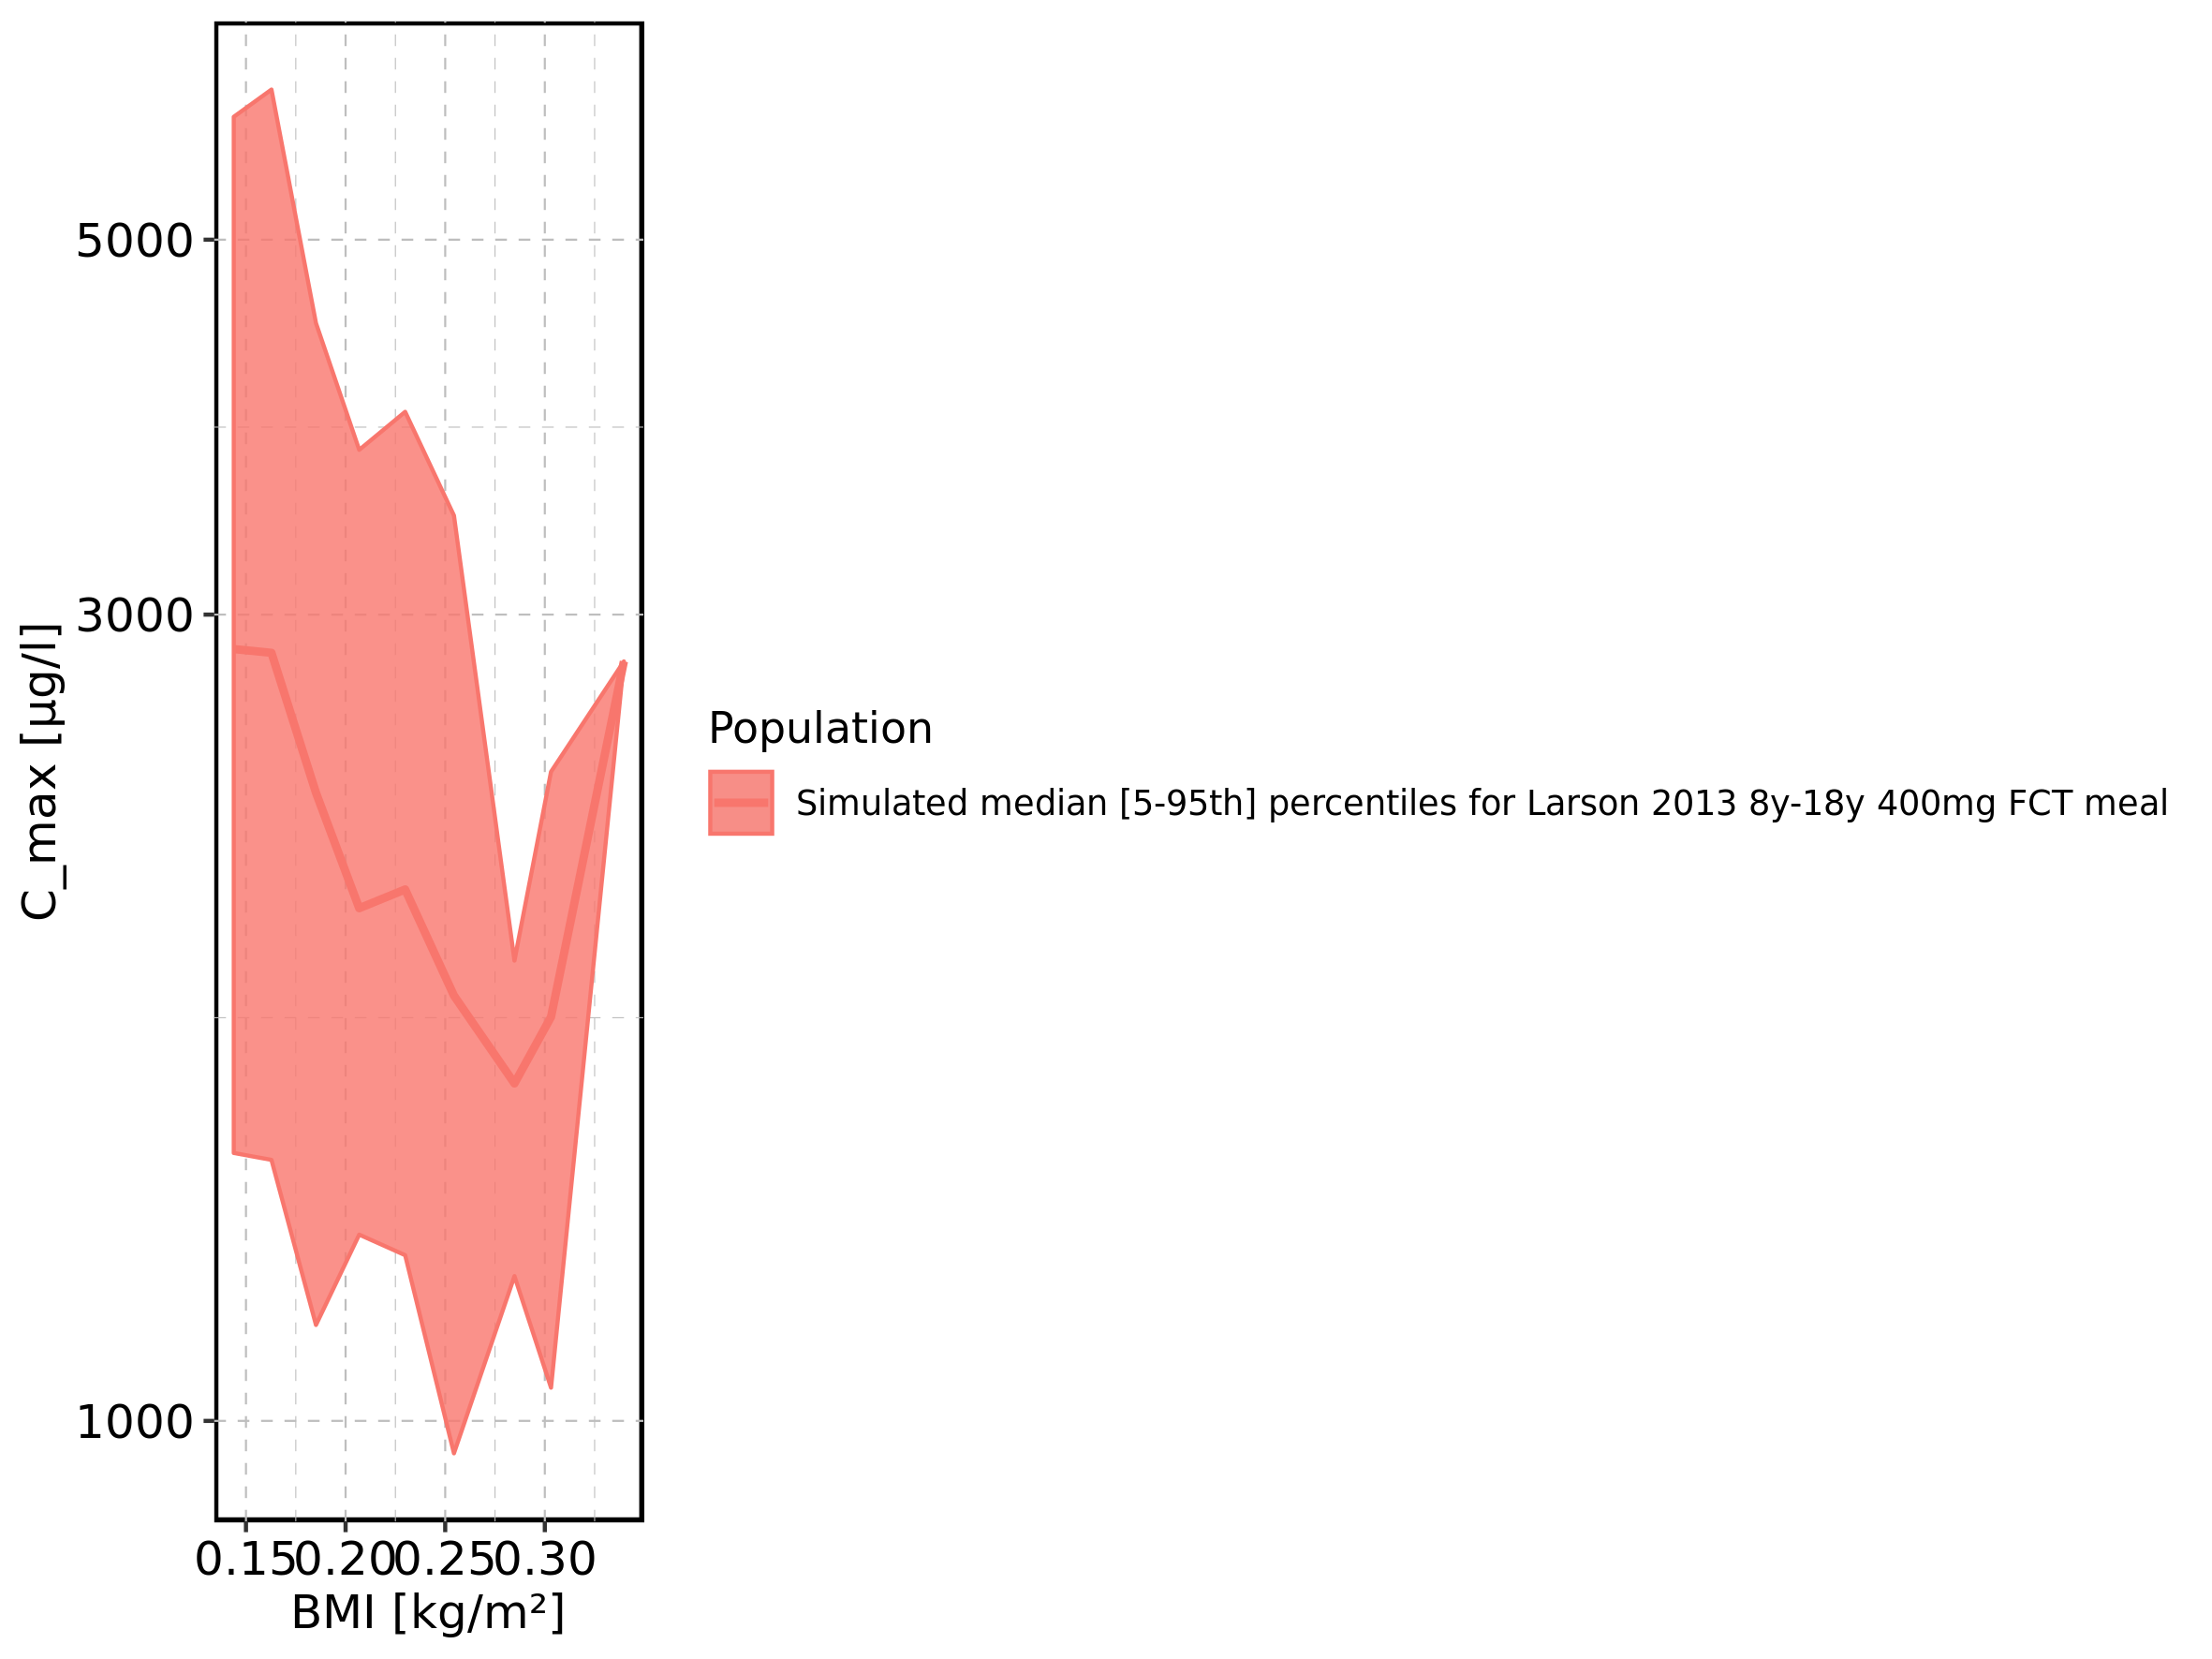 5000
3000
1000
C_max [µg/l]
0.15 0.20 0.25 0.30
BMI [kg/m²]
Population
Simulated median [5-95th] percentiles for Larson 2013 8y-18y 400mg FCT meal